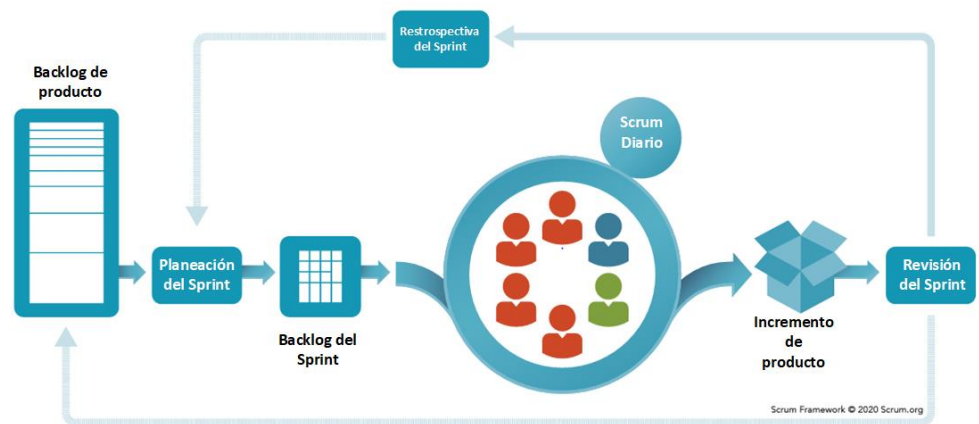 Restrospectiva
del Sprint
Backlog de
producto
Scrum
Diario
Planeación
del Sprint
Backlog del
Sprint
Incremento
de
producto
Revisión
del Sprint
Scrum Framework © 2020 Scrum.org